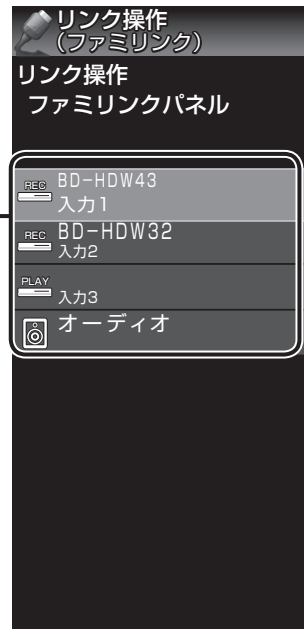 リンク操作
(ファミリンク)
リンク操作
ファミリンクパネル
REC BD-HDW43
入力1
REC BD-HDW32
入力2
PLAY
入力3
オーディオ